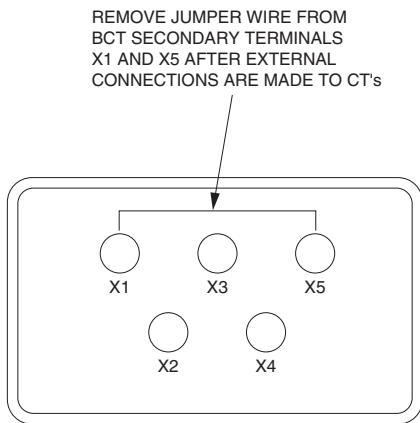 REMOVE JUMPER WIRE FROM
BCT SECONDARY TERMINALS
X1 AND X5 AFTER EXTERNAL
CONNECTIONS ARE MADE TO CT's
X1 X3 X5
X2 X4